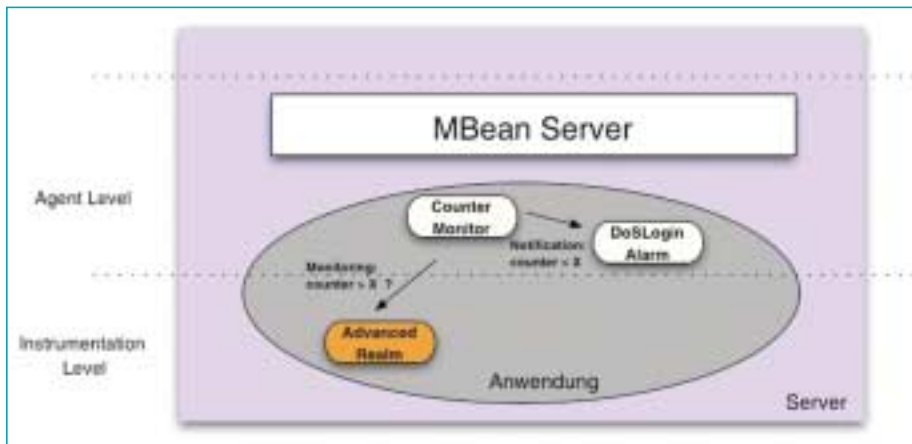 MBean Server
Agent Level
Counter
Monitor
DoSLogin
Alarm
Notification:
counter < X
Monitoring:
counter > X ?
Instrumentation
Level
Advanced
Realm
Anwendung
Server